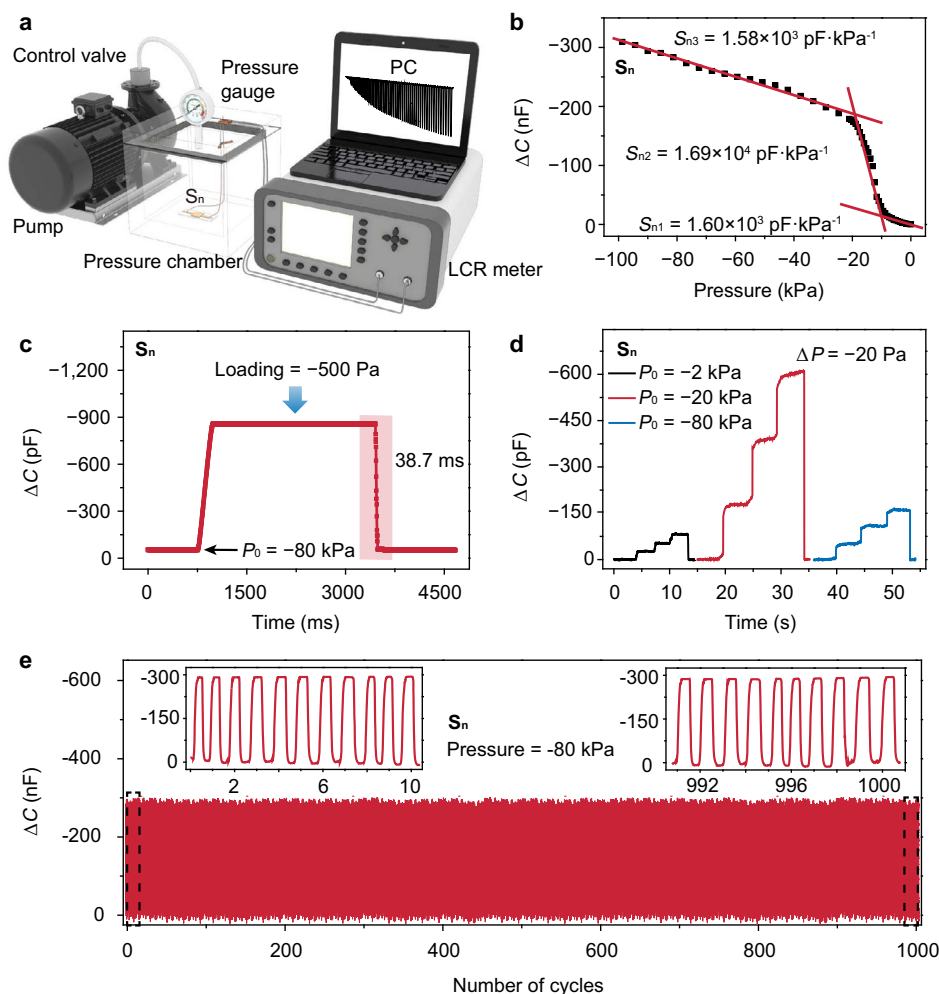 a
Control valve
Pressure
gauge
PC
Sn
Pump
Pressure chamber
LCR meter
b
Sn
Sn3 = 1.58×10³ pF·kPa⁻¹
Sn2 = 1.69×10⁴ pF·kPa⁻¹
Sn1 = 1.60×10³ pF·kPa⁻¹
ΔC (nF)
−300
−200
−100
0
−100 −80 −60 −40 −20 0
Pressure (kPa)
c
Sn
Loading = −500 Pa
38.7 ms
P0 = −80 kPa
ΔC (pF)
−1,200
−900
−600
−300
0
0 1500 3000 4500
Time (ms)
d
Sn
ΔP = −20 Pa
P0 = −2 kPa
P0 = −20 kPa
P0 = −80 kPa
ΔC (pF)
−600
−450
−300
−150
0
0 10 20 30 40 50
Time (s)
e
ΔC (nF)
-600
-400
-200
0
-300
-150
0
2 6 10
Sn
Pressure = -80 kPa
-300
-150
0
992 996 1000
0 200 400 600 800 1000
Number of cycles